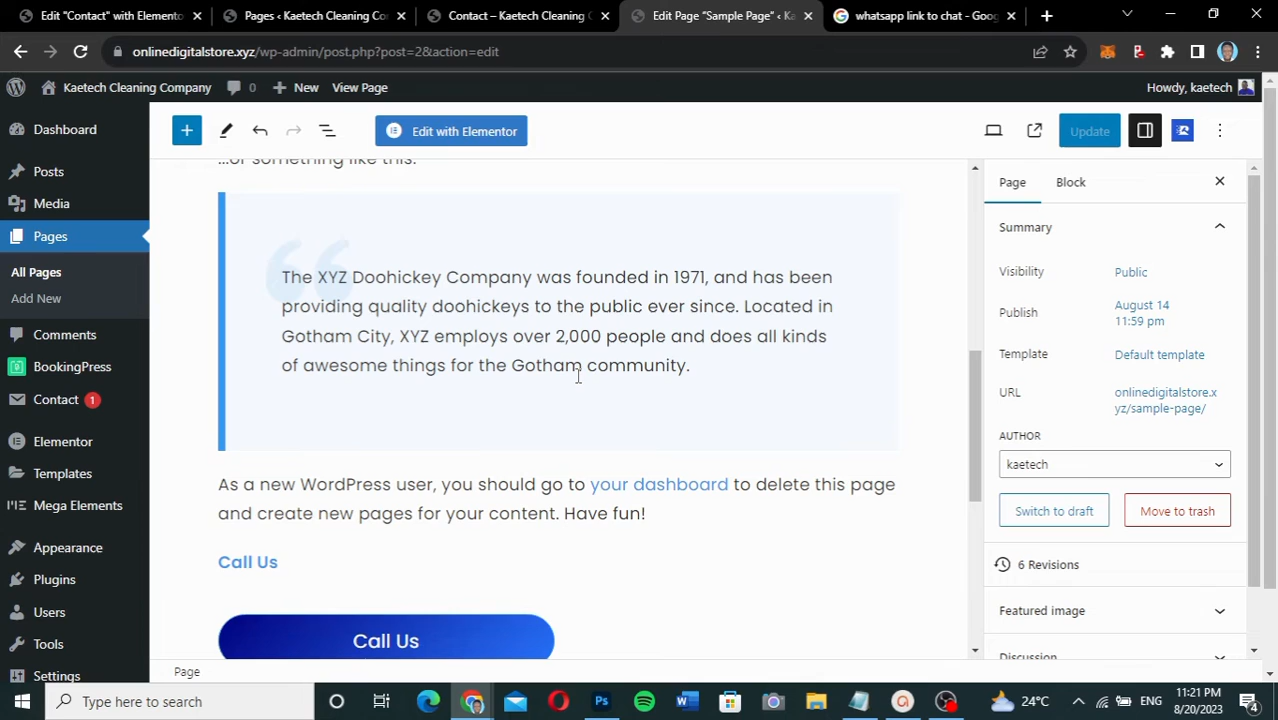 Edit "Contact" with Elemento
Pages ‹ Kaetech Cleaning Co
Contact – Kaetech Cleaning C
Edit Page "Sample Page" ‹ Ka
whatsapp link to chat - Goog
onlinedigitalstore.xyz/wp-admin/post.php?post=2&action=edit
Kaetech Cleaning Company
0
New
View Page
Howdy, kaetech
Dashboard
Posts
Media
Pages
All Pages
Add New
Comments
BookingPress
Contact 1
Elementor
Templates
Mega Elements
Appearance
Plugins
Users
Tools
Settings
Edit with Elementor
Update
...or something like this:
The XYZ Doohickey Company was founded in 1971, and has been
providing quality doohickeys to the public ever since. Located in
Gotham City, XYZ employs over 2,000 people and does all kinds
of awesome things for the Gotham community.
As a new WordPress user, you should go to your dashboard to delete this page
and create new pages for your content. Have fun!
Call Us
Call Us
Page
Page
Block
Summary
Visibility
Public
Publish
August 14
11:59 pm
Template
Default template
URL
onlinedigitalstore.x
yz/sample-page/
AUTHOR
kaetech
Switch to draft
Move to trash
6 Revisions
Featured image
Discussion
Type here to search
24°C
ENG
11:21 PM
8/20/2023
4